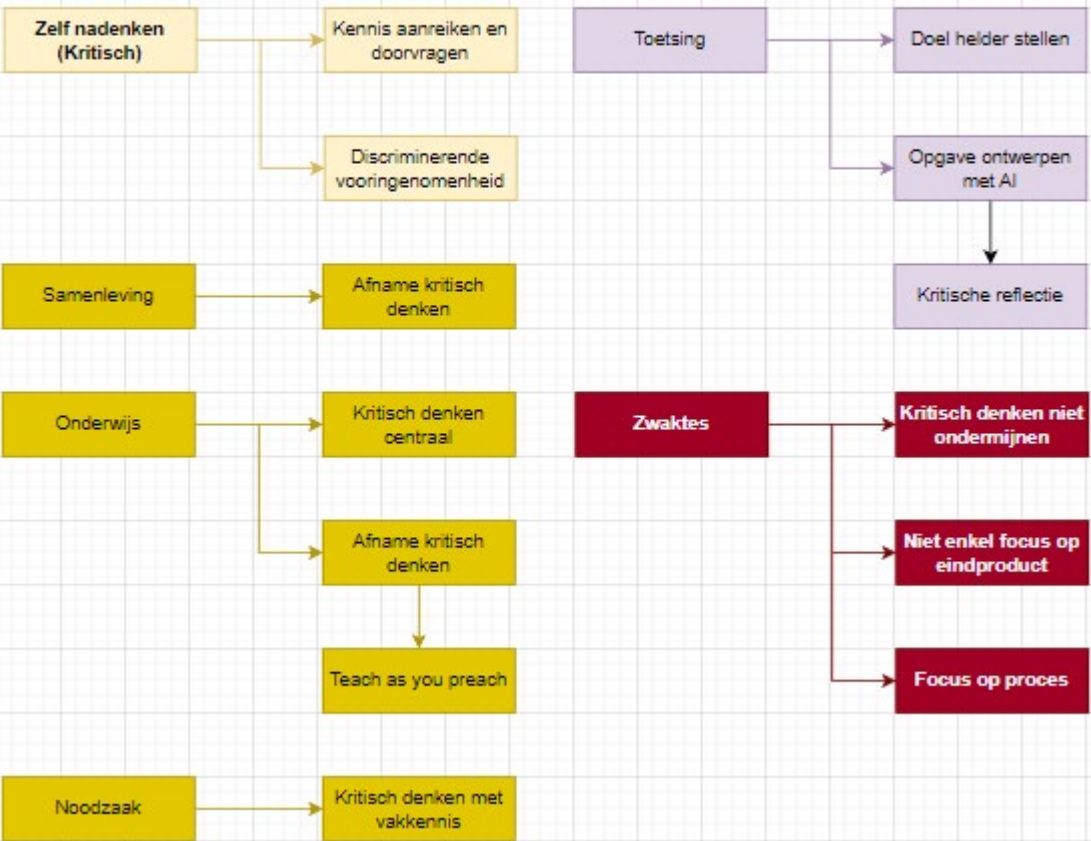 Zelf nadenken
(Kritisch)
Kennis aanreiken en
doorvragen
Discriminerende
vooringenomenheid
Samenleving
Afname kritisch
denken
Onderwijs
Kritisch denken
centraal
Afname kritisch
denken
Teach as you preach
Noodzaak
Kritisch denken met
vakkennis
Toetsing
Doel helder stellen
Opgave ontwerpen
met AI
Kritische reflectie
Zwaktes
Kritisch denken niet
ondermijnen
Niet enkel focus op
eindproduct
Focus op proces